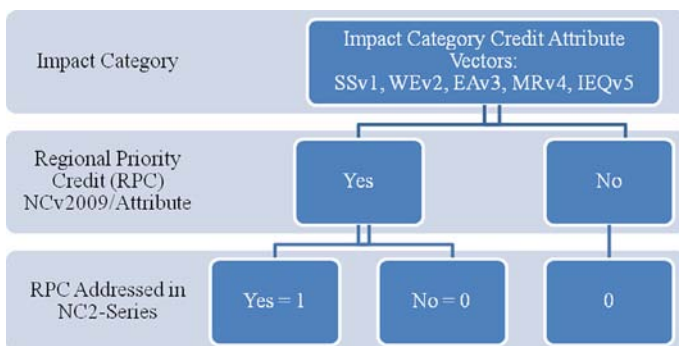 Impact Category
Impact Category Credit Attribute
Vectors:
SSv1, WEv2, EAv3, MRv4, IEQv5
Regional Priority
Credit (RPC)
NCv2009/Attribute
Yes
No
RPC Addressed in
NC2-Series
Yes = 1
No = 0
0